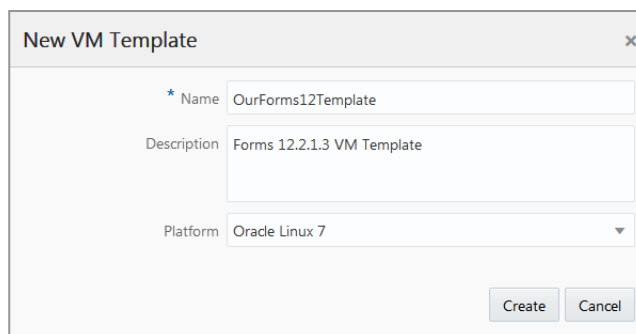 New VM Template
* Name OurForms12Template
Description Forms 12.2.1.3 VM Template
Platform Oracle Linux 7
Create Cancel